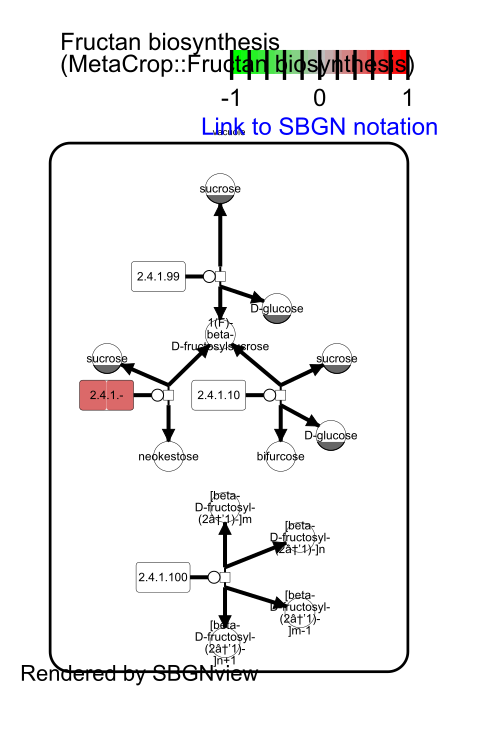 Fructan biosynthesis
(MetaCrop::Fructan biosynthesis)
-1 0 1
Link to SBGN notation
vacuole
sucrose
2.4.1.99
D-glucose
1(F)-
beta-
D-fructosylsucrose
sucrose
sucrose
2.4.1.-
2.4.1.10
D-glucose
neokestose
bifurcose
[beta-
D-fructosyl-
(2â†'1)-]m
[beta-
D-fructosyl-
(2â†'1)-]n
2.4.1.100
[beta-
D-fructosyl-
(2â†'1)-
]m-1
[beta-
D-fructosyl-
(2â†'1)-
]n+1
Rendered by SBGNview